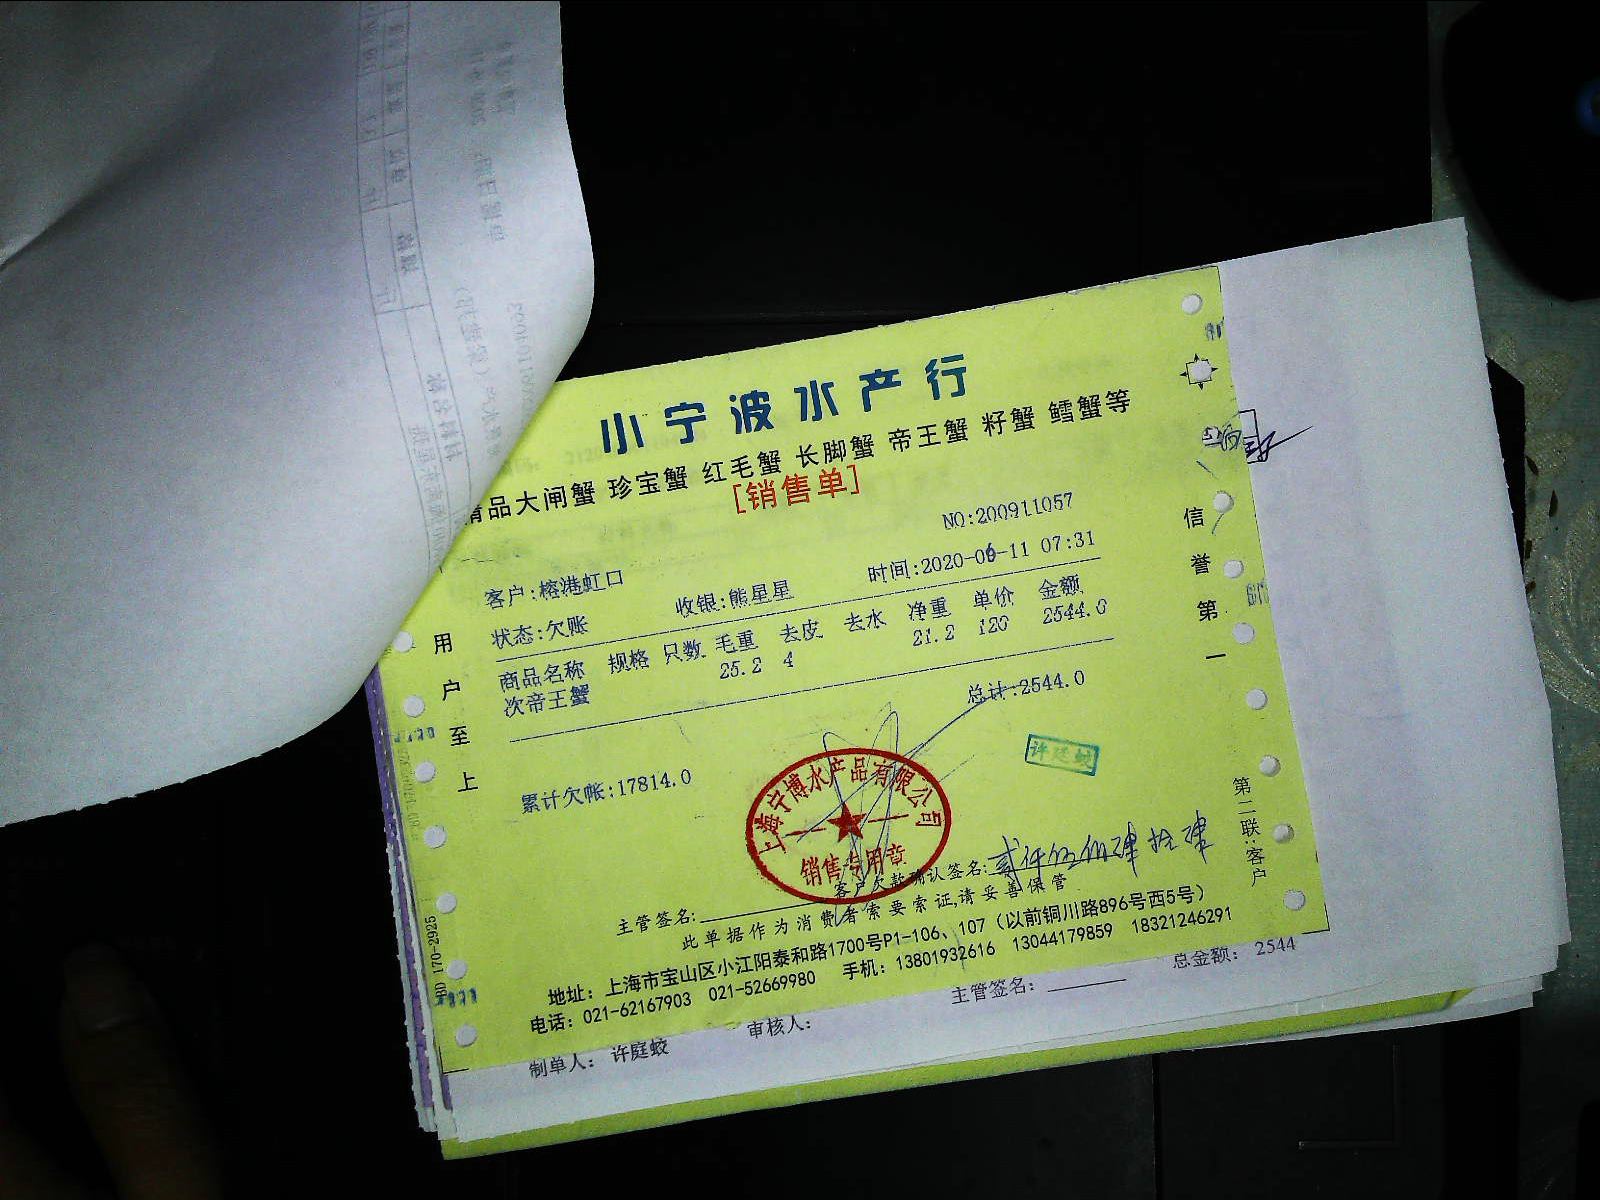 小宁波水产行
精品大闸蟹 珍宝蟹 红毛蟹 长脚蟹 帝王蟹 籽蟹 鳕蟹等
[销售单]
NO:200911057
客户:榕港虹口
收银:熊星星
时间:2020-06-11 07:31
状态:欠账
商品名称 规格 只数 毛重 去皮 去水 净重 单价 金额
次帝王蟹 25.2 4 21.2 120 2544.0
总计:2544.0
累计欠帐:17814.0
许廷蛟
上海宁博水产品有限公司
销售专用章
客户欠款确认签名:贰仟伍佰肆拾肆
主管签名:
此单据作为消费者索要索证,请妥善保管
地址：上海市宝山区小江阳泰和路1700号P1-106、107（以前铜川路896号西5号）
电话：021-62167903 021-52669980 手机：13801932616 13044179859 18321246291
用户至上
信誉第一
第二联:客户
170-2925
制单人： 许庭蛟
审核人：
主管签名：
总金额： 2544